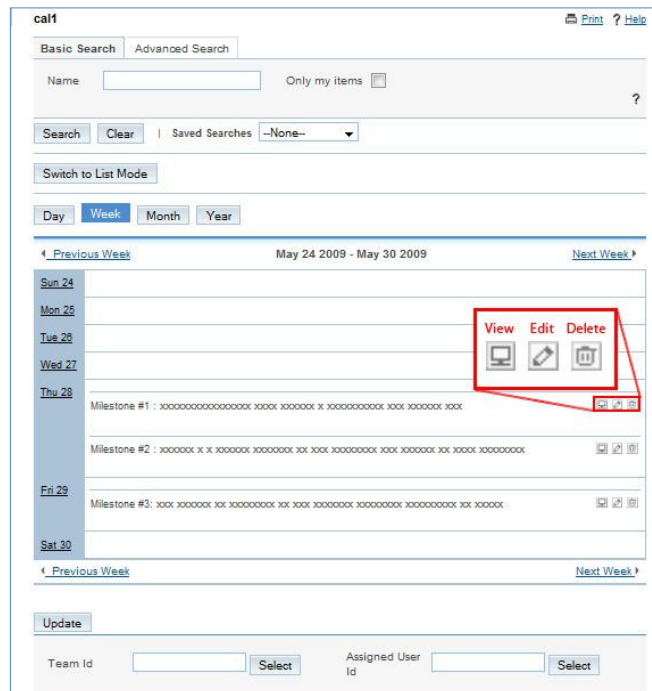 cal1 Print ? Help
Basic Search Advanced Search
Name Only my items
?
Search Clear | Saved Searches --None--
Switch to List Mode
Day Week Month Year
Previous Week May 24 2009 - May 30 2009 Next Week
Sun 24
Mon 25
Tue 26
Wed 27
View Edit Delete
Thu 28
Milestone #1 : xxxxxxxxxxxxxxx xxxx xxxxxx x xxxxxxxxxx xxx xxxxxx xxx
Milestone #2 : xxxxxx x x xxxxxx xxxxxxx xx xxx xxxxxxxx xxx xxxxxx xx xxxx xxxxxxxx
Fri 29
Milestone #3: xxx xxxxxx xx xxxxxxxx xx xxx xxxxxxx xxxxxxxx xxxxxxxxx xx xxxxx
Sat 30
Previous Week Next Week
Update
Team Id Select Assigned User Id Select